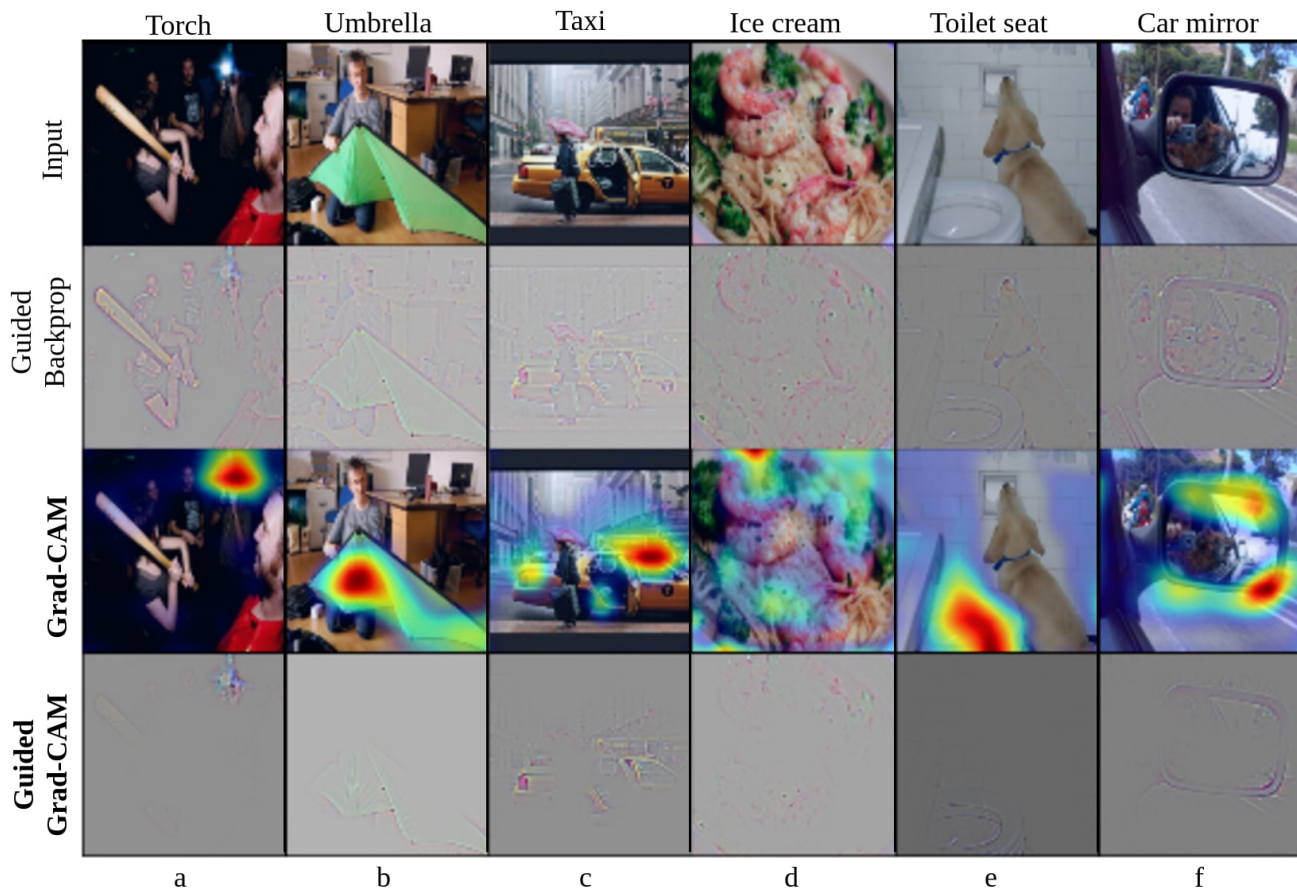 Torch Umbrella Taxi Ice cream Toilet seat Car mirror
Input
Guided
Backprop
Grad-CAM
Guided
Grad-CAM
a b c d e f